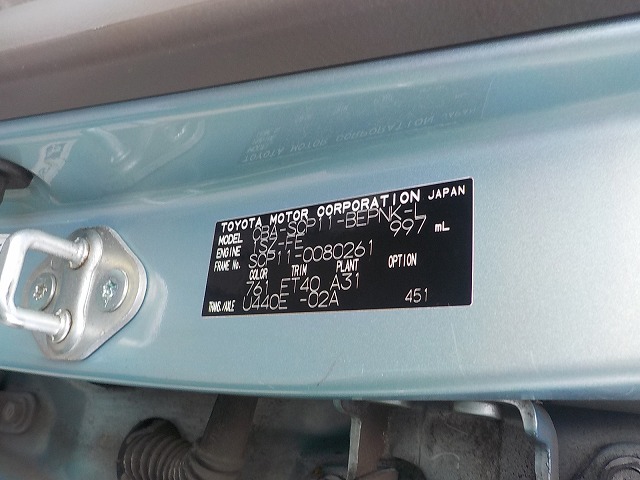 TOYOTA MOTOR CORPORATION JAPAN
MODEL CBA-SCP11-BEPNK-L
ENGINE 1SZ-FE 997 mL
FRAME No. SCP11-0080261
COLOR TRIM PLANT OPTION
761 ET40 A31
TRANS./AXLE U440E -02A 451